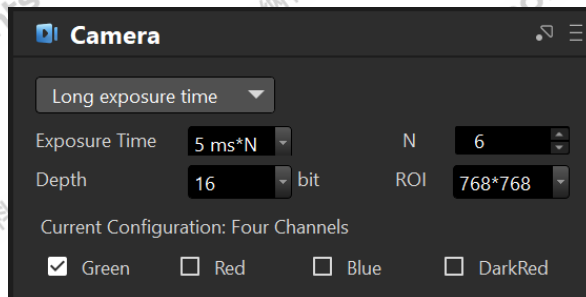 Camera
Long exposure time
Exposure Time 5 ms*N N 6
Depth 16 bit ROI 768*768
Current Configuration: Four Channels
Green Red Blue DarkRed